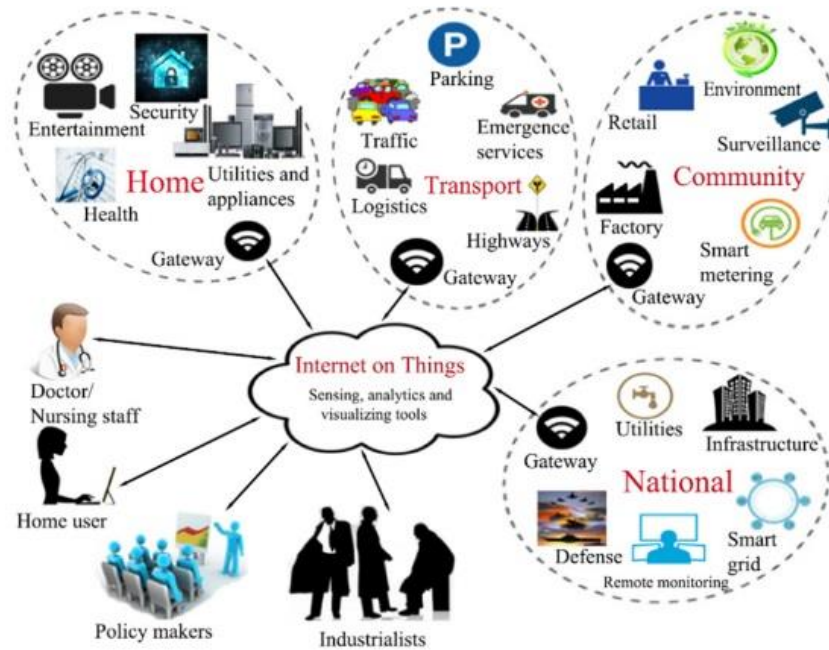 Entertainment
Security
Health
Home
Utilities and
appliances
Gateway
P
Parking
Traffic
Emergence
services
Logistics
Transport
Highways
Gateway
Environment
Retail
Surveillance
Community
Factory
Smart
metering
Gateway
Internet on Things
Sensing, analytics and
visualizing tools
Doctor/
Nursing staff
Home user
Policy makers
Industrialists
Gateway
Utilities
Infrastructure
National
Defense
Remote monitoring
Smart
grid